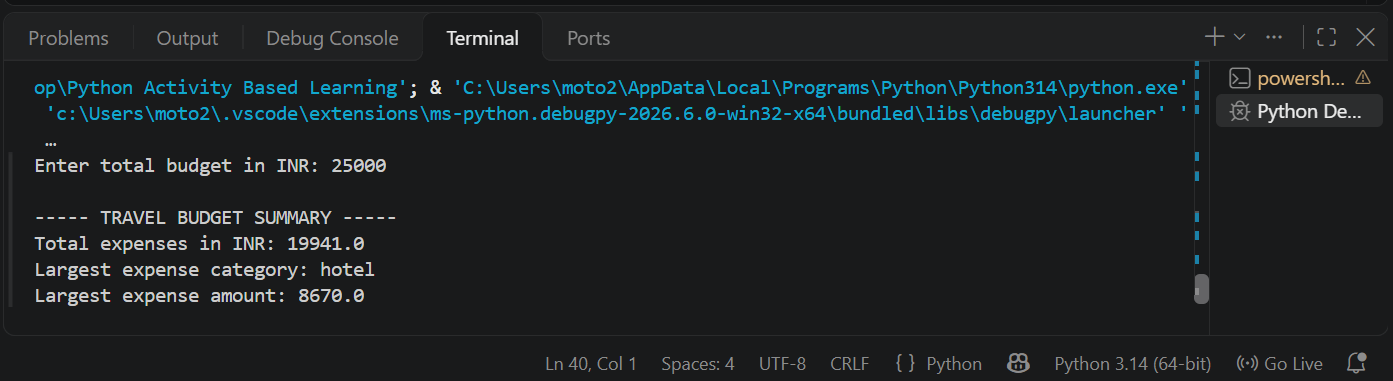 Problems Output Debug Console Terminal Ports
op\Python Activity Based Learning'; & 'C:\Users\moto2\AppData\Local\Programs\Python\Python314\python.exe'
'c:\Users\moto2\.vscode\extensions\ms-python.debugpy-2026.6.0-win32-x64\bundled\libs\debugpy\launcher' '
…
Enter total budget in INR: 25000
----- TRAVEL BUDGET SUMMARY -----
Total expenses in INR: 19941.0
Largest expense category: hotel
Largest expense amount: 8670.0
powersh...
Python De...
Ln 40, Col 1 Spaces: 4 UTF-8 CRLF {} Python Python 3.14 (64-bit) Go Live